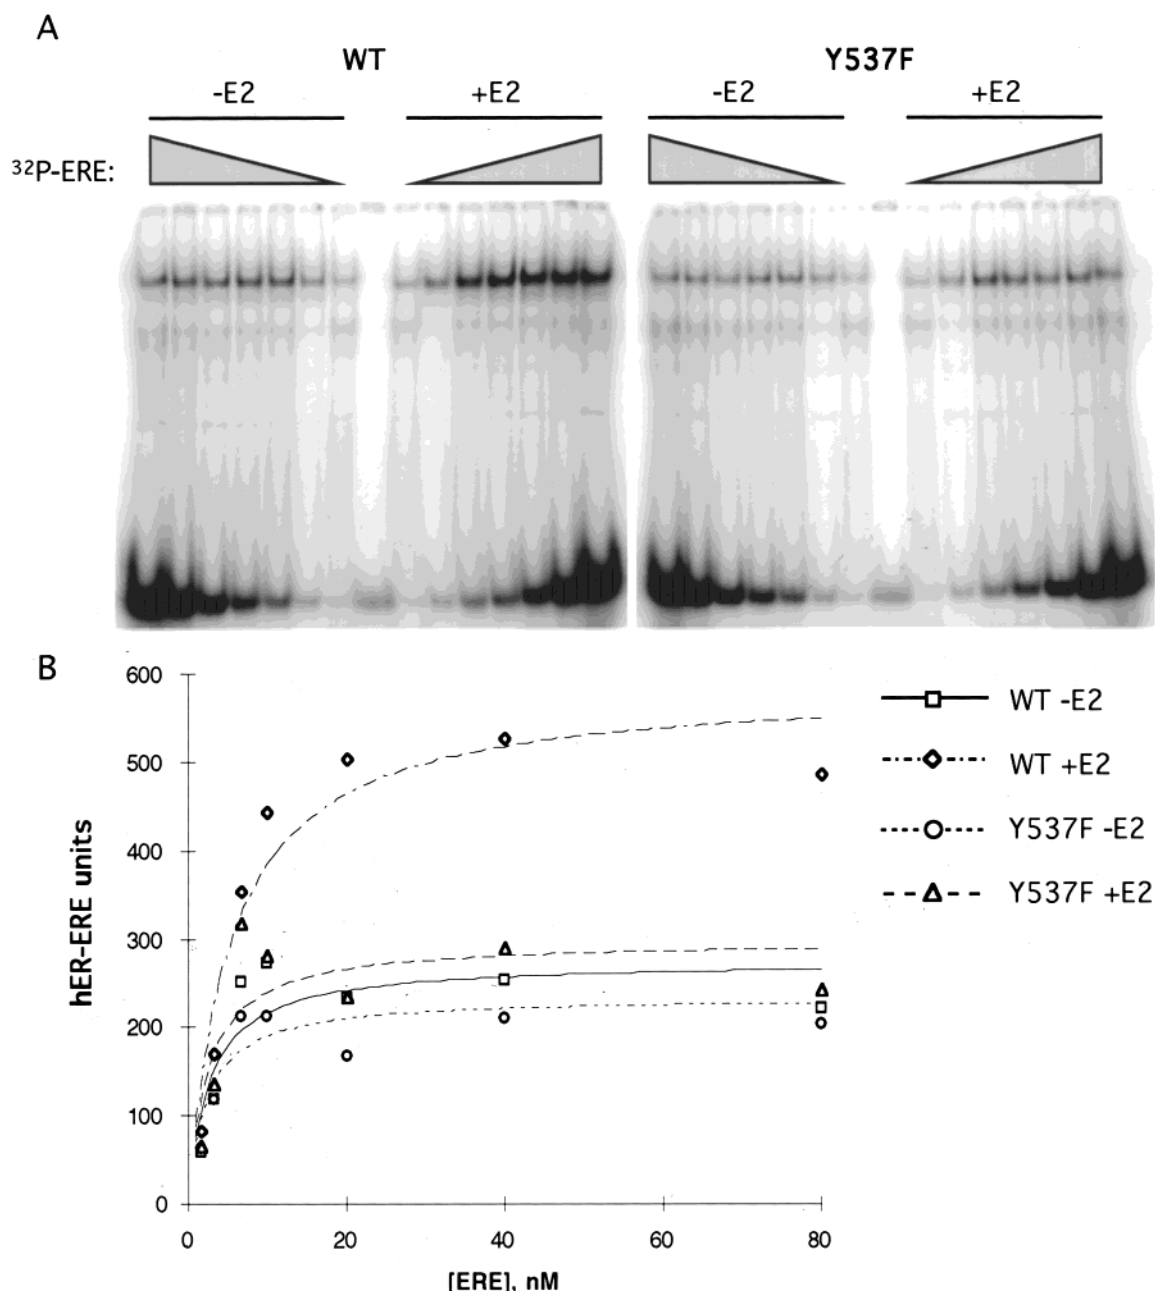 A
WT Y537F
-E2 +E2 -E2 +E2
³²P-ERE:
B
600
500
400
300
200
100
0
hER-ERE units
0 20 40 60 80
[ERE], nM
WT -E2
WT +E2
Y537F -E2
Y537F +E2